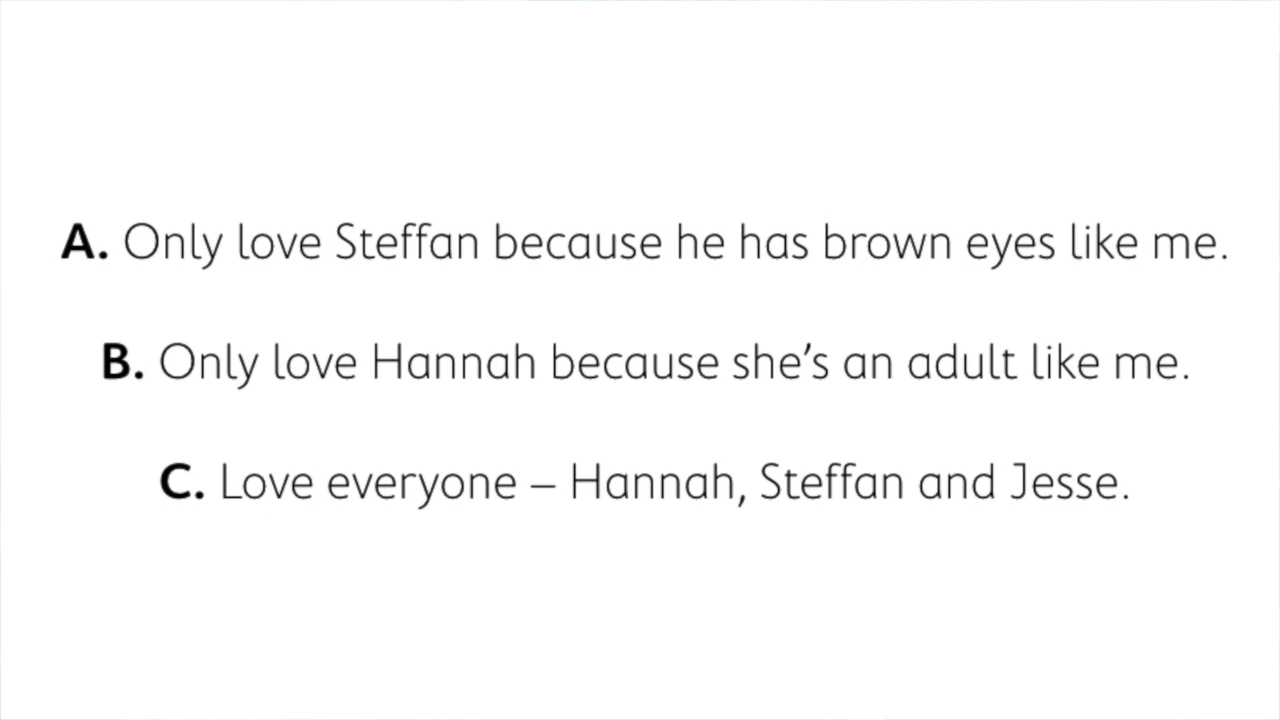 A. Only love Steffan because he has brown eyes like me.
B. Only love Hannah because she’s an adult like me.
C. Love everyone – Hannah, Steffan and Jesse.